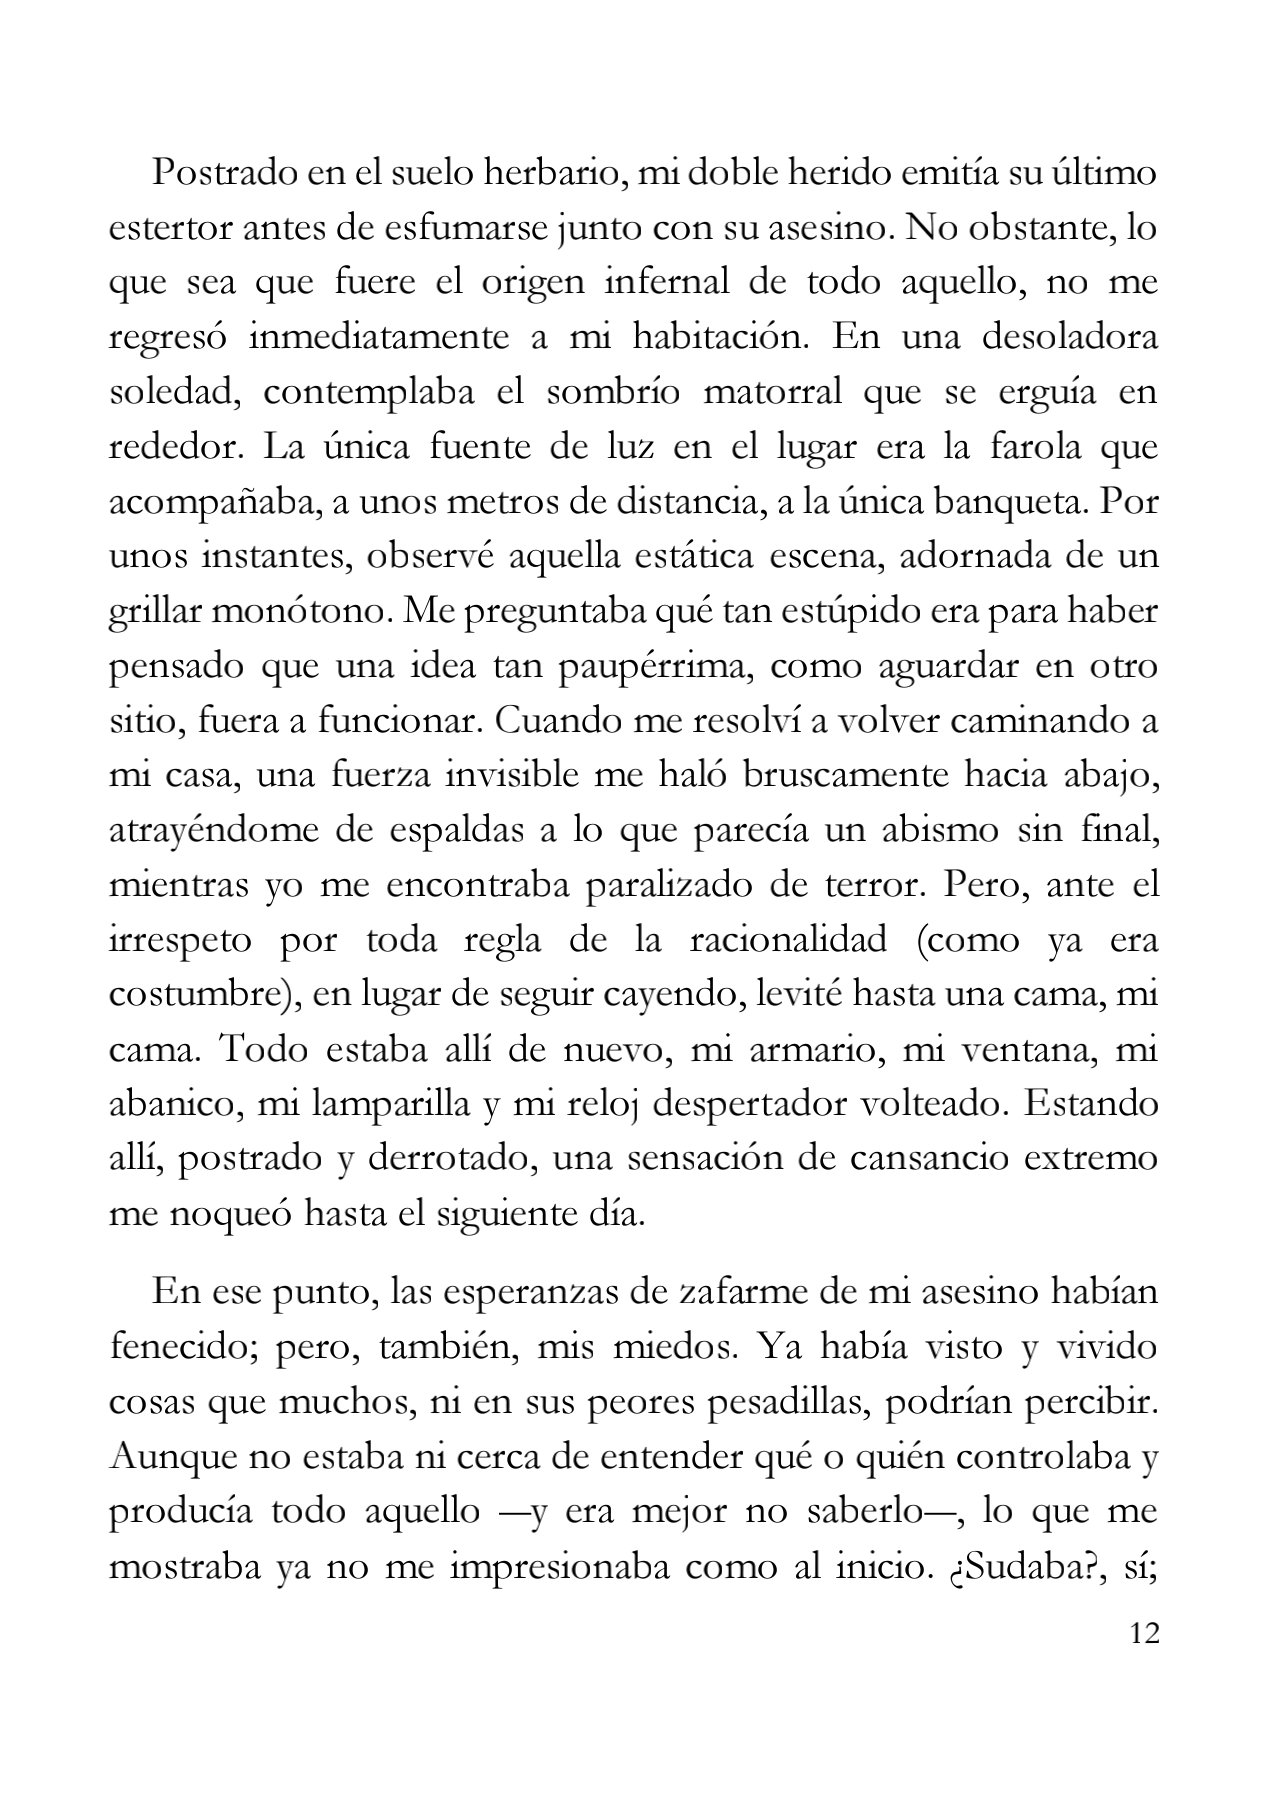 Postrado en el suelo herbario, mi doble herido emitía su último
estertor antes de esfumarse junto con su asesino. No obstante, lo
que sea que fuere el origen infernal de todo aquello, no me
regresó inmediatamente a mi habitación. En una desoladora
soledad, contemplaba el sombrío matorral que se erguía en
rededor. La única fuente de luz en el lugar era la farola que
acompañaba, a unos metros de distancia, a la única banqueta. Por
unos instantes, observé aquella estática escena, adornada de un
grillar monótono. Me preguntaba qué tan estúpido era para haber
pensado que una idea tan paupérrima, como aguardar en otro
sitio, fuera a funcionar. Cuando me resolví a volver caminando a
mi casa, una fuerza invisible me haló bruscamente hacia abajo,
atrayéndome de espaldas a lo que parecía un abismo sin final,
mientras yo me encontraba paralizado de terror. Pero, ante el
irrespeto por toda regla de la racionalidad (como ya era
costumbre), en lugar de seguir cayendo, levité hasta una cama, mi
cama. Todo estaba allí de nuevo, mi armario, mi ventana, mi
abanico, mi lamparilla y mi reloj despertador volteado. Estando
allí, postrado y derrotado, una sensación de cansancio extremo
me noqueó hasta el siguiente día.
En ese punto, las esperanzas de zafarme de mi asesino habían
fenecido; pero, también, mis miedos. Ya había visto y vivido
cosas que muchos, ni en sus peores pesadillas, podrían percibir.
Aunque no estaba ni cerca de entender qué o quién controlaba y
producía todo aquello —y era mejor no saberlo—, lo que me
mostraba ya no me impresionaba como al inicio. ¿Sudaba?, sí;
12